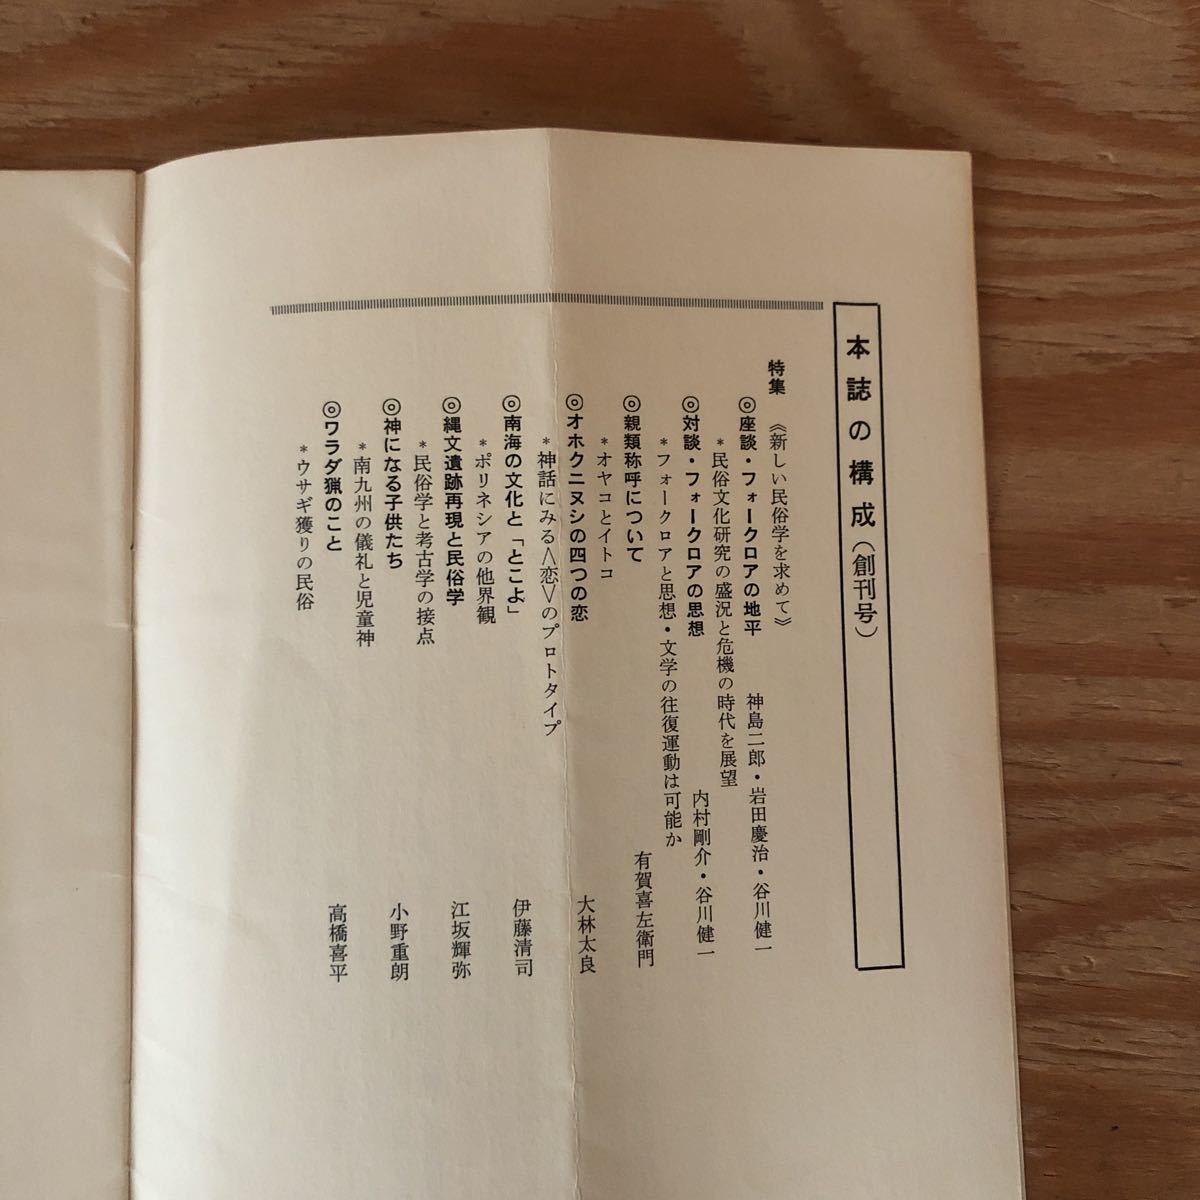 本誌の構成（創刊号）
特集　《新しい民俗学を求めて》
◎座談・フォークロアの地平　神島二郎・岩田慶治・谷川健一
＊民俗文化研究の盛況と危機の時代を展望
◎対談・フォークロアの思想　内村剛介・谷川健一
＊フォークロアと思想・文学の往復運動は可能か
◎親類称呼について　有賀喜左衛門
＊オヤコとイトコ
◎オホクニヌシの四つの恋　大林太良
＊神話にみる＜恋＞のプロトタイプ
◎南海の文化と「とこよ」　伊藤清司
＊ポリネシアの他界観
◎縄文遺跡再現と民俗学　江坂輝弥
＊民俗学と考古学の接点
◎神になる子供たち　小野重朗
＊南九州の儀礼と児童神
◎ワラダ猟のこと　高橋喜平
＊ウサギ獲りの民俗